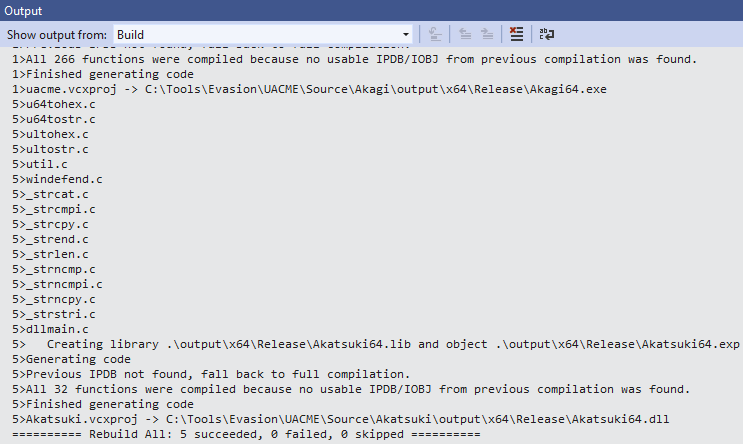 Output
Show output from: Build
1>All 266 functions were compiled because no usable IPDB/IOBJ from previous compilation was found.
1>Finished generating code
1>uacme.vcxproj -> C:\Tools\Evasion\UACME\Source\Akagi\output\x64\Release\Akagi64.exe
5>u64tohex.c
5>u64tostr.c
5>ultohex.c
5>ultostr.c
5>util.c
5>windefend.c
5>_strcat.c
5>_strcmpi.c
5>_strcpy.c
5>_strend.c
5>_strlen.c
5>_strncmp.c
5>_strncmpi.c
5>_strncpy.c
5>_strstri.c
5>dllmain.c
5>   Creating library .\output\x64\Release\Akatsuki64.lib and object .\output\x64\Release\Akatsuki64.exp
5>Generating code
5>Previous IPDB not found, fall back to full compilation.
5>All 32 functions were compiled because no usable IPDB/IOBJ from previous compilation was found.
5>Finished generating code
5>Akatsuki.vcxproj -> C:\Tools\Evasion\UACME\Source\Akatsuki\output\x64\Release\Akatsuki64.dll
========== Rebuild All: 5 succeeded, 0 failed, 0 skipped ==========